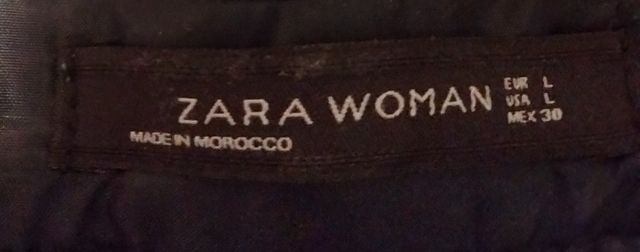 ZARA WOMAN
EUR L
USA L
MEX 30
MADE IN MOROCCO